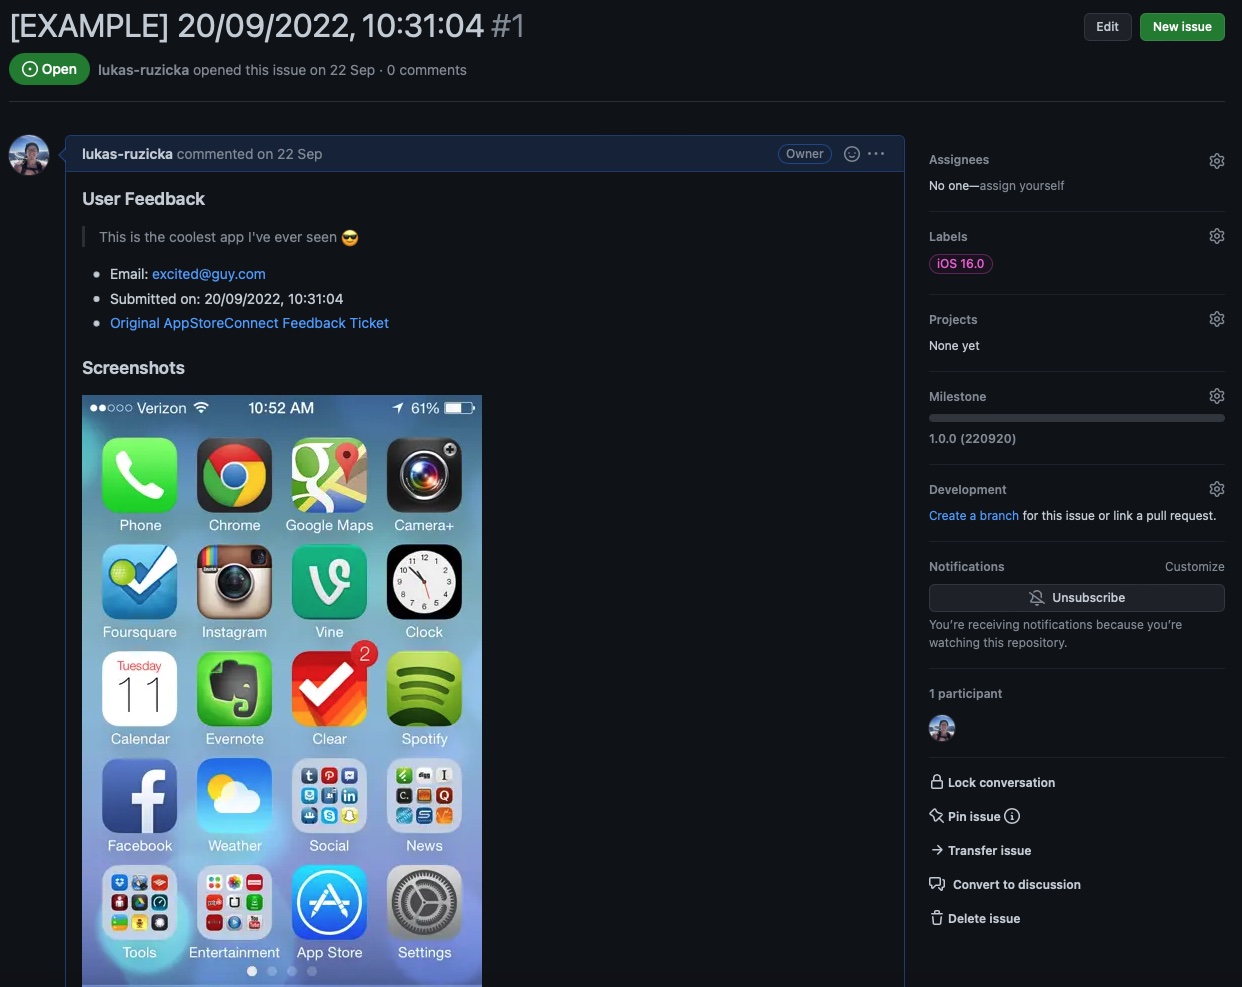 [EXAMPLE] 20/09/2022, 10:31:04 #1
Edit
New issue
Open
lukas-ruzicka opened this issue on 22 Sep · 0 comments
lukas-ruzicka commented on 22 Sep
Owner
User Feedback
This is the coolest app I've ever seen 😎
Email: excited@guy.com
Submitted on: 20/09/2022, 10:31:04
Original AppStoreConnect Feedback Ticket
Screenshots
Verizon 10:52 AM 61%
Phone Chrome Google Maps Camera+
Foursquare Instagram Vine Clock
Tuesday
11
2
Calendar Evernote Clear Spotify
Facebook Weather Social News
Tools Entertainment App Store Settings
Assignees
No one—assign yourself
Labels
iOS 16.0
Projects
None yet
Milestone
1.0.0 (220920)
Development
Create a branch for this issue or link a pull request.
Notifications Customize
Unsubscribe
You're receiving notifications because you're
watching this repository.
1 participant
Lock conversation
Pin issue
Transfer issue
Convert to discussion
Delete issue